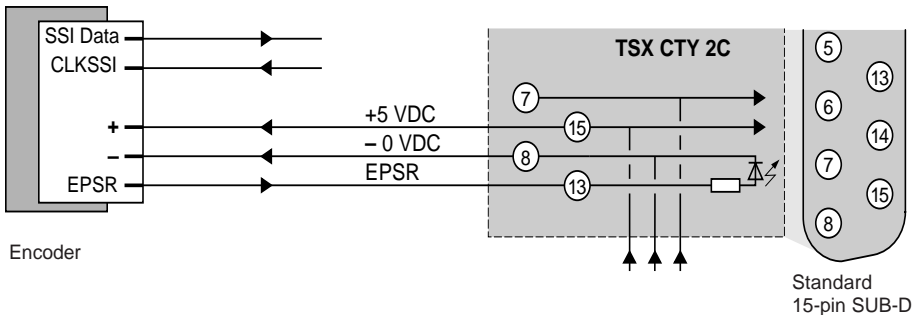 SSI Data
CLKSSI
+
–
EPSR
Encoder
+5 VDC
– 0 VDC
EPSR
TSX CTY 2C
7
15
8
13
5
13
6
14
7
15
8
Standard
15-pin SUB-D